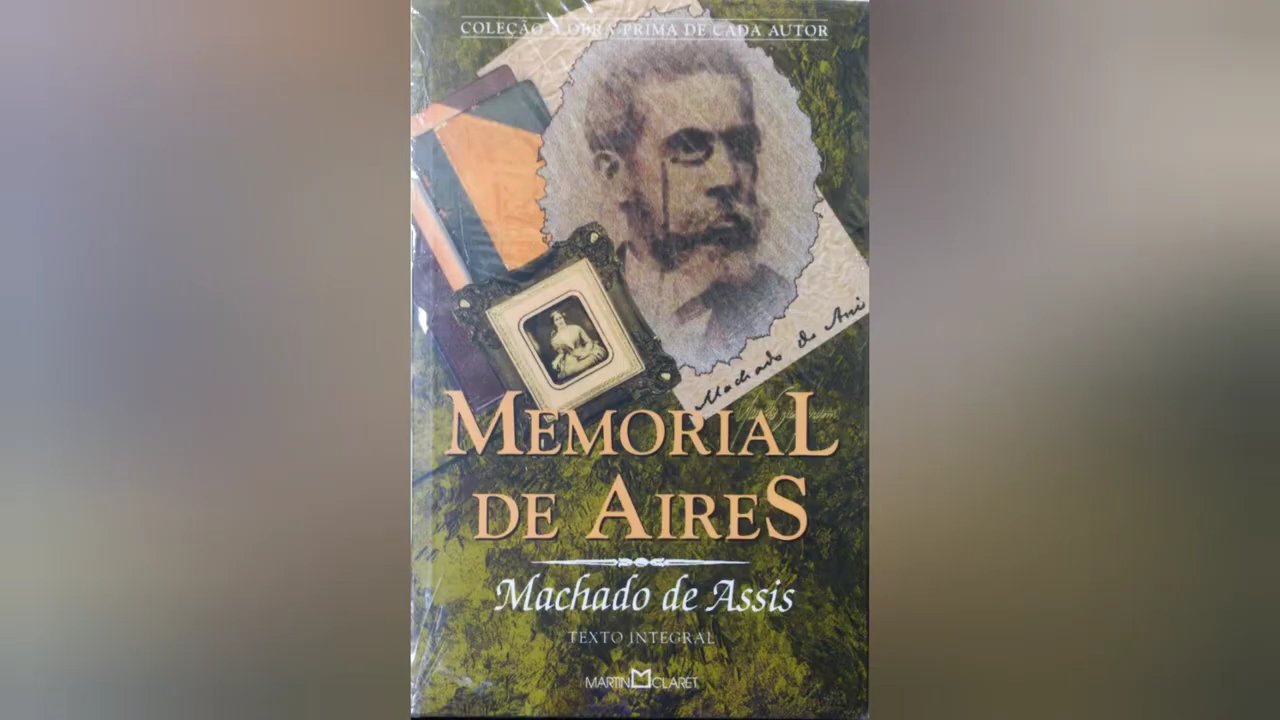 COLEÇÃO A OBRA-PRIMA DE CADA AUTOR
Machado de Assis
MEMORIAL
DE AIRES
Machado de Assis
TEXTO INTEGRAL
MARTIN CLARET